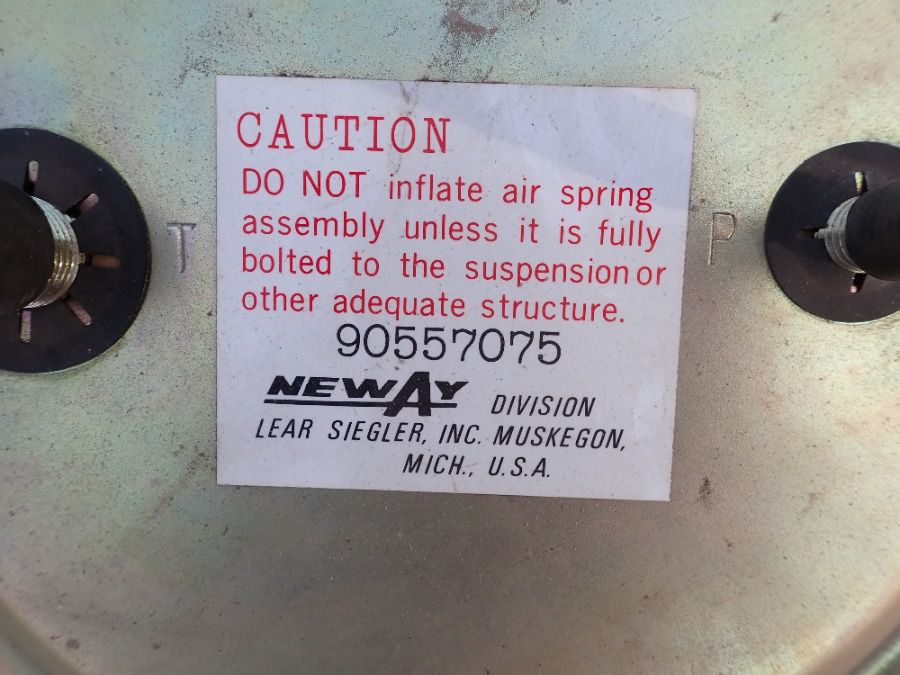 CAUTION
DO NOT inflate air spring
assembly unless it is fully
bolted to the suspension or
other adequate structure.
90557075
NEWAY DIVISION
LEAR SIEGLER, INC. MUSKEGON,
MICH., U.S.A.
T P